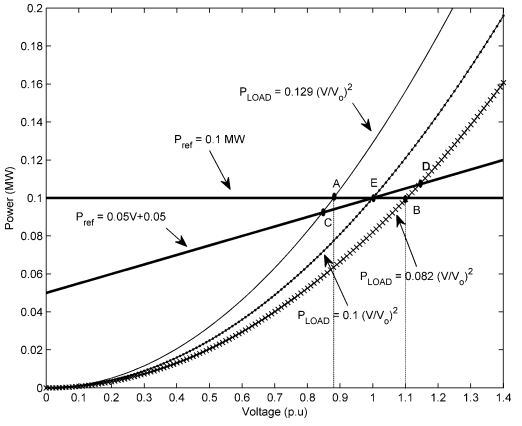 0.2
0.18
0.16
0.14
0.12
0.1
0.08
0.06
0.04
0.02
0
Power (MW)
P_LOAD = 0.129 (V/V_o)^2
P_ref = 0.1 MW
P_ref = 0.05V+0.05
A
E
D
C
B
P_LOAD = 0.082 (V/V_o)^2
P_LOAD = 0.1 (V/V_o)^2
0 0.1 0.2 0.3 0.4 0.5 0.6 0.7 0.8 0.9 1 1.1 1.2 1.3 1.4
Voltage (p.u)